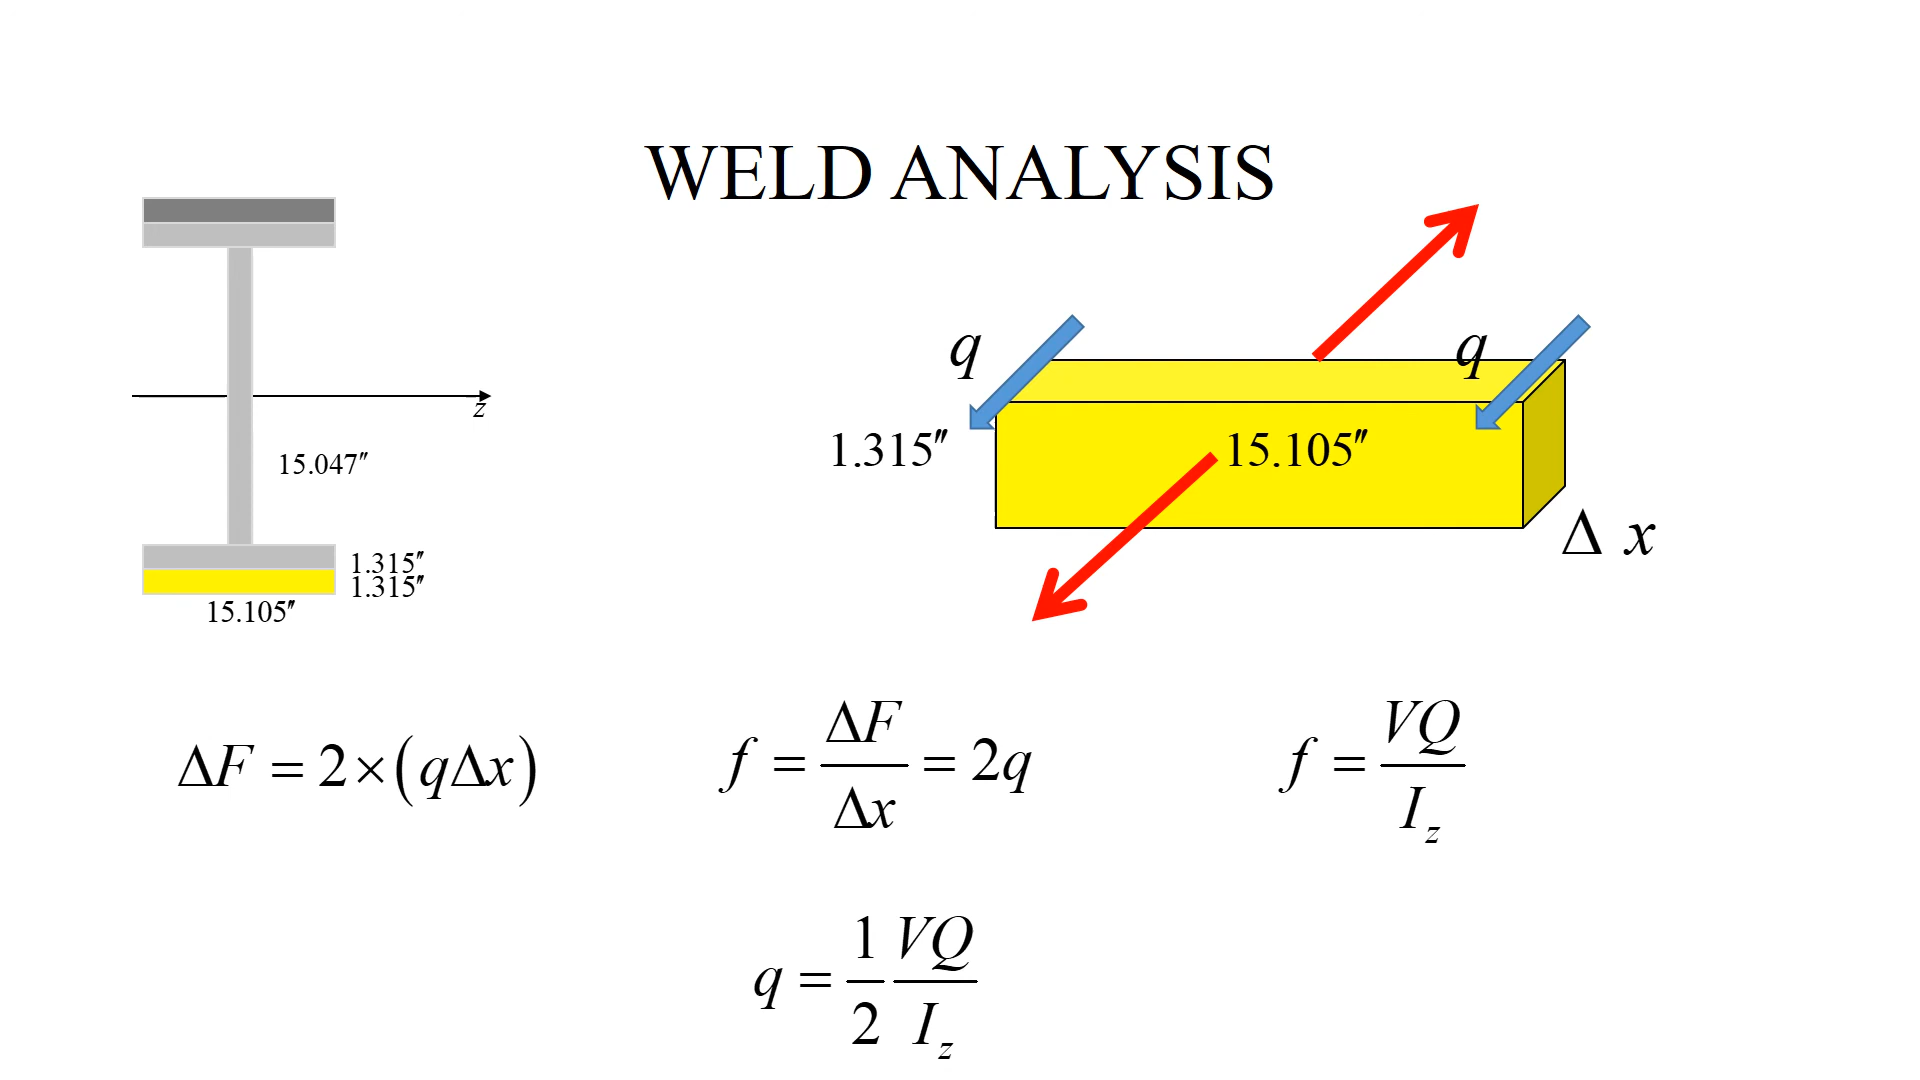 WELD ANALYSIS
z
15.047″
1.315″
1.315″
15.105″
q
q
1.315″
15.105″
Δ x
ΔF = 2×(qΔx)
f = ΔF/Δx = 2q
f = VQ/I_z
q = 1/2 VQ/I_z